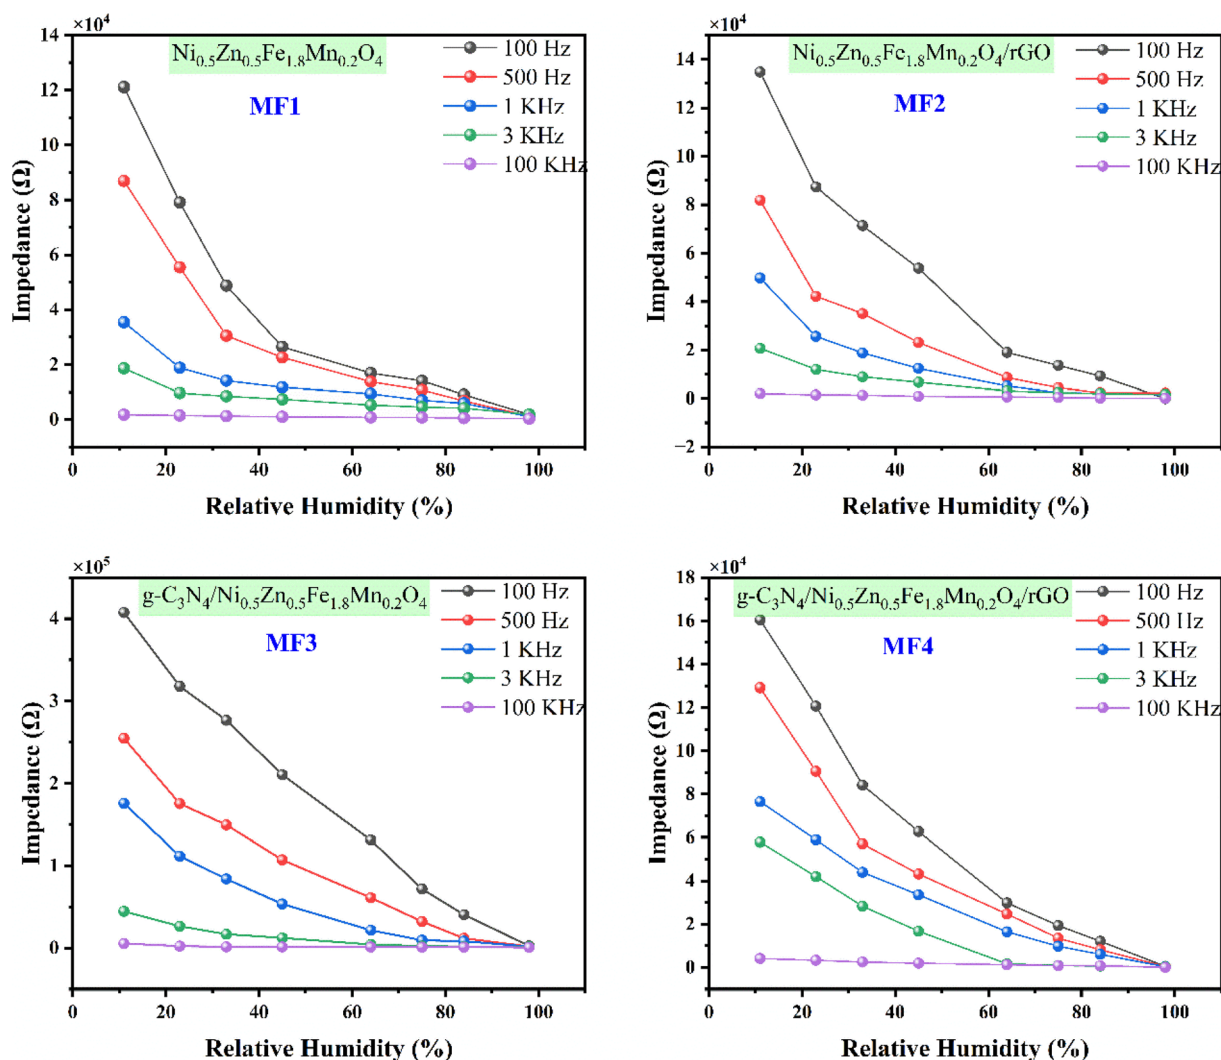 ×10⁴
Ni₀.₅Zn₀.₅Fe₁.₈Mn₀.₂O₄
MF1
100 Hz
500 Hz
1 KHz
3 KHz
100 KHz
14
12
10
8
6
4
2
0
Impedance (Ω)
0 20 40 60 80 100
Relative Humidity (%)
×10⁴
Ni₀.₅Zn₀.₅Fe₁.₈Mn₀.₂O₄/rGO
MF2
100 Hz
500 Hz
1 KHz
3 KHz
100 KHz
14
12
10
8
6
4
2
0
−2
Impedance (Ω)
0 20 40 60 80 100
Relative Humidity (%)
×10⁵
g-C₃N₄/Ni₀.₅Zn₀.₅Fe₁.₈Mn₀.₂O₄
MF3
100 Hz
500 Hz
1 KHz
3 KHz
100 KHz
4
3
2
1
0
Impedance (Ω)
0 20 40 60 80 100
Relative Humidity (%)
×10⁴
g-C₃N₄/Ni₀.₅Zn₀.₅Fe₁.₈Mn₀.₂O₄/rGO
MF4
100 Hz
500 Hz
1 KHz
3 KHz
100 KHz
18
16
14
12
10
8
6
4
2
0
Impedance (Ω)
0 20 40 60 80 100
Relative Humidity (%)